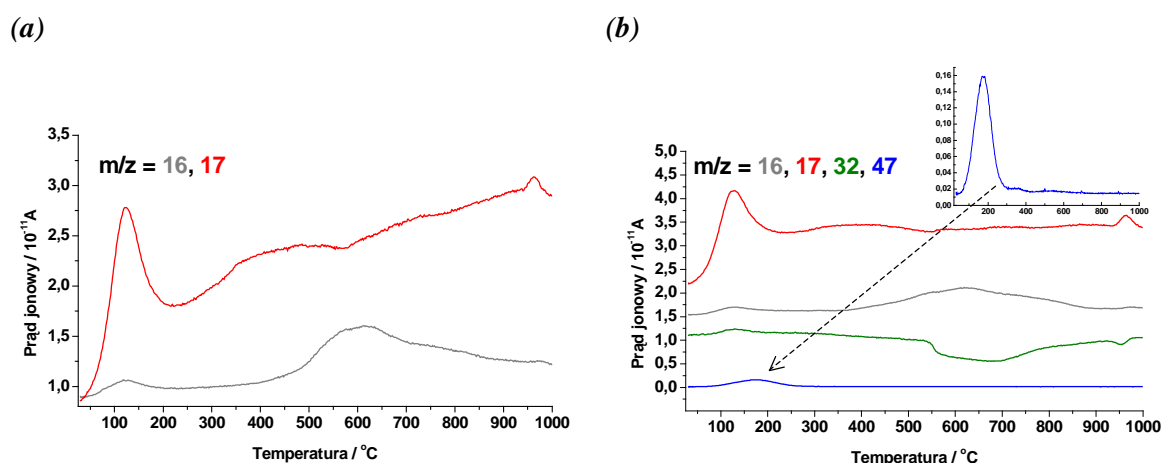 (a)
Prąd jonowy / 10⁻¹¹A
3,5
3,0
2,5
2,0
1,5
1,0
m/z = 16, 17
100 200 300 400 500 600 700 800 900 1000
Temperatura / °C
(b)
0,16
0,14
0,12
0,10
0,08
0,06
0,04
0,02
0,00
200 400 600 800 1000
Prąd jonowy / 10⁻¹¹A
5,0
4,5
4,0
3,5
3,0
2,5
2,0
1,5
1,0
0,5
0,0
m/z = 16, 17, 32, 47
100 200 300 400 500 600 700 800 900 1000
Temperatura / °C